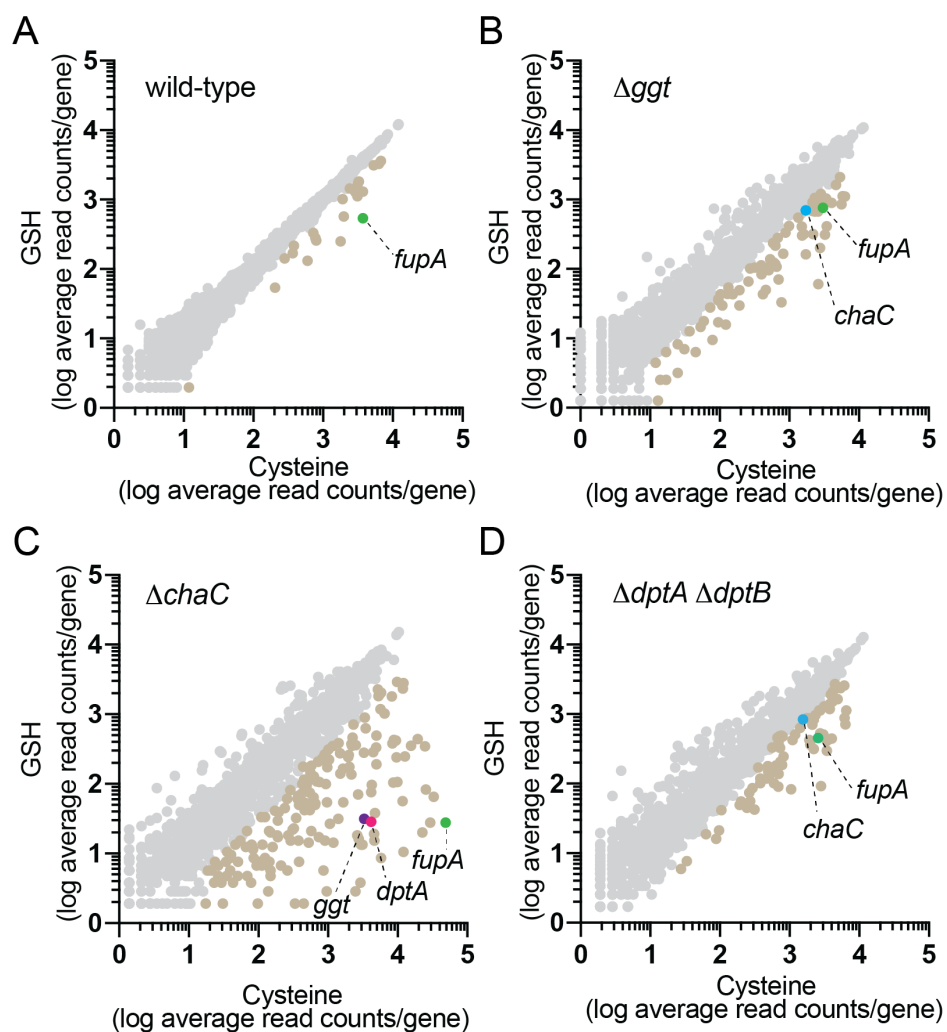 A
wild-type
GSH
(log average read counts/gene)
5
4
3
2
1
0
fupA
0 1 2 3 4 5
Cysteine
(log average read counts/gene)
B
Δggt
GSH
(log average read counts/gene)
5
4
3
2
1
0
fupA
chaC
0 1 2 3 4 5
Cysteine
(log average read counts/gene)
C
ΔchaC
GSH
(log average read counts/gene)
5
4
3
2
1
0
ggt
dptA
fupA
0 1 2 3 4 5
Cysteine
(log average read counts/gene)
D
ΔdptA ΔdptB
GSH
(log average read counts/gene)
5
4
3
2
1
0
fupA
chaC
0 1 2 3 4 5
Cysteine
(log average read counts/gene)